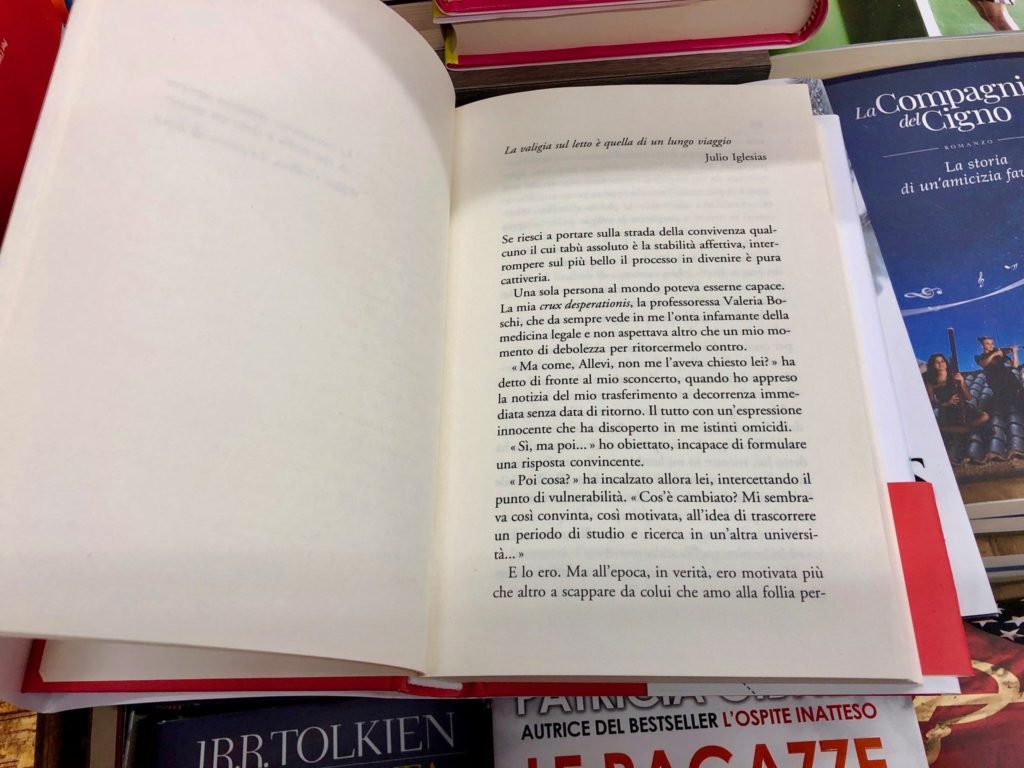 La valigia sul letto è quella di un lungo viaggio
Julio Iglesias
Se riesci a portare sulla strada della convivenza qual-
cuno il cui tabù assoluto è la stabilità affettiva, inter-
rompere sul più bello il processo in divenire è pura
cattiveria.
Una sola persona al mondo poteva esserne capace.
La mia crux desperationis, la professoressa Valeria Bo-
schi, che da sempre vede in me l'onta infamante della
medicina legale e non aspettava altro che un mio mo-
mento di debolezza per ritorcermelo contro.
«Ma come, Allevi, non me l'aveva chiesto lei?» ha
detto di fronte al mio sconcerto, quando ho appreso
la notizia del mio trasferimento a decorrenza imme-
diata senza data di ritorno. Il tutto con un'espressione
innocente che ha discoperto in me istinti omicidi.
«Sì, ma poi...» ho obiettato, incapace di formulare
una risposta convincente.
«Poi cosa?» ha incalzato allora lei, intercettando il
punto di vulnerabilità. «Cos'è cambiato? Mi sembra-
va così convinta, così motivata, all'idea di trascorrere
un periodo di studio e ricerca in un'altra universi-
tà...»
E lo ero. Ma all'epoca, in verità, ero motivata più
che altro a scappare da colui che amo alla follia per-
La Compagni
del Cigno
ROMANZO
La storia
di un'amicizia fav
J.R.R. TOLKIEN
PATRICIA
AUTRICE DEL BESTSELLER L'OSPITE INATTESO
LE RAGAZZE